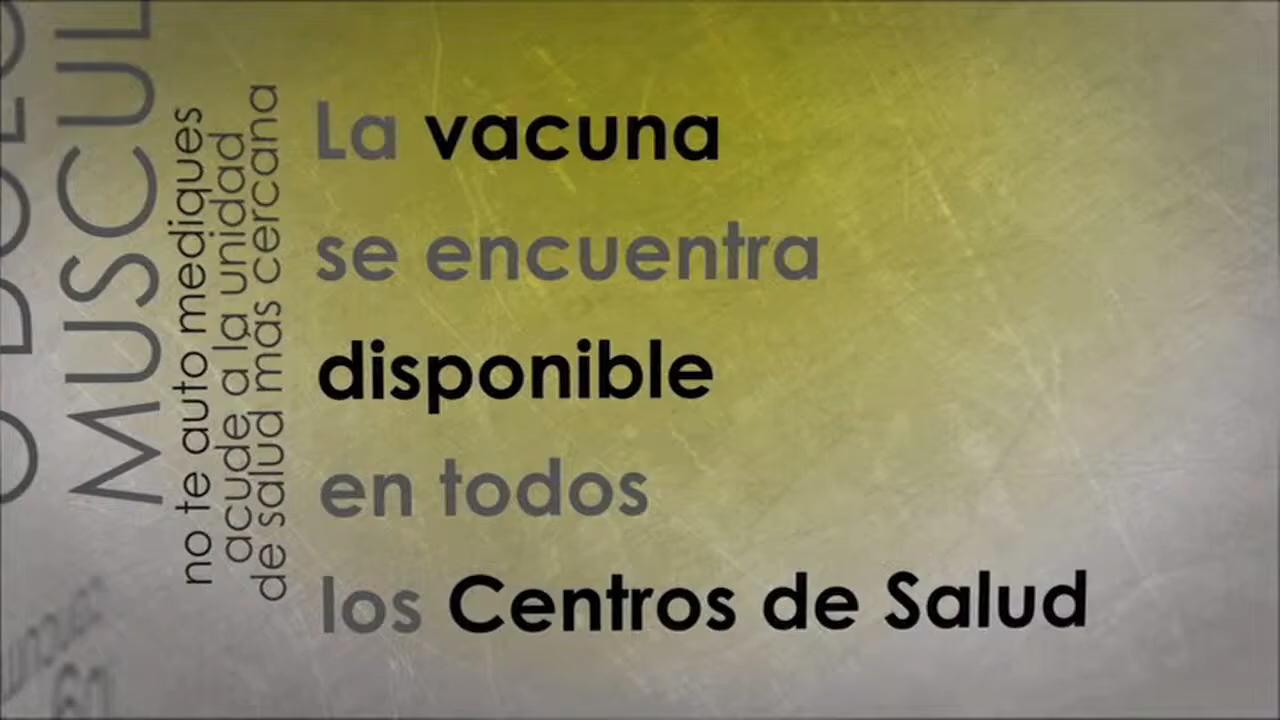 MUSCUL
no te auto mediques
acude a la unidad
de salud más cercana
La vacuna
se encuentra
disponible
en todos
los Centros de Salud